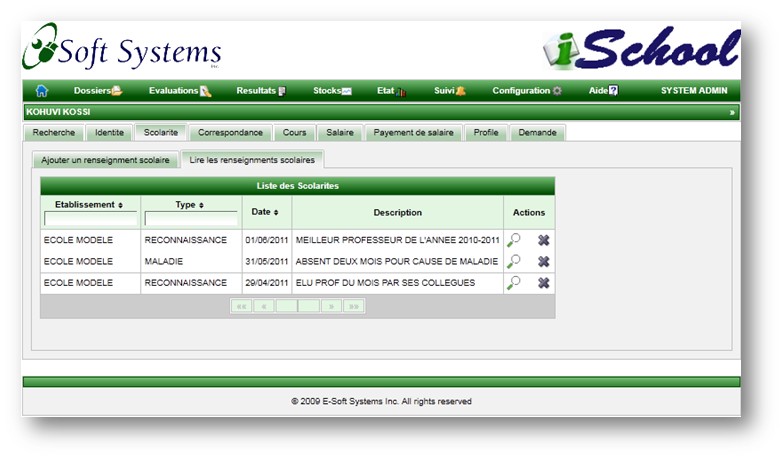 eSoft Systems Inc.
iSchool
Dossiers Evaluations Resultats Stocks Etat Suivi Configuration Aide SYSTEM ADMIN
KOHUVI KOSSI »
Recherche Identite Scolarite Correspondance Cours Salaire Payement de salaire Profile Demande
Ajouter un renseignment scolaire Lire les renseignments scolaires
Liste des Scolarites
Etablissement Type Date Description Actions
ECOLE MODELE RECONNAISSANCE 01/06/2011 MEILLEUR PROFESSEUR DE L'ANNEE 2010-2011
ECOLE MODELE MALADIE 31/05/2011 ABSENT DEUX MOIS POUR CAUSE DE MALADIE
ECOLE MODELE RECONNAISSANCE 29/04/2011 ELU PROF DU MOIS PAR SES COLLEGUES
«« « » »»
© 2009 E-Soft Systems Inc. All rights reserved